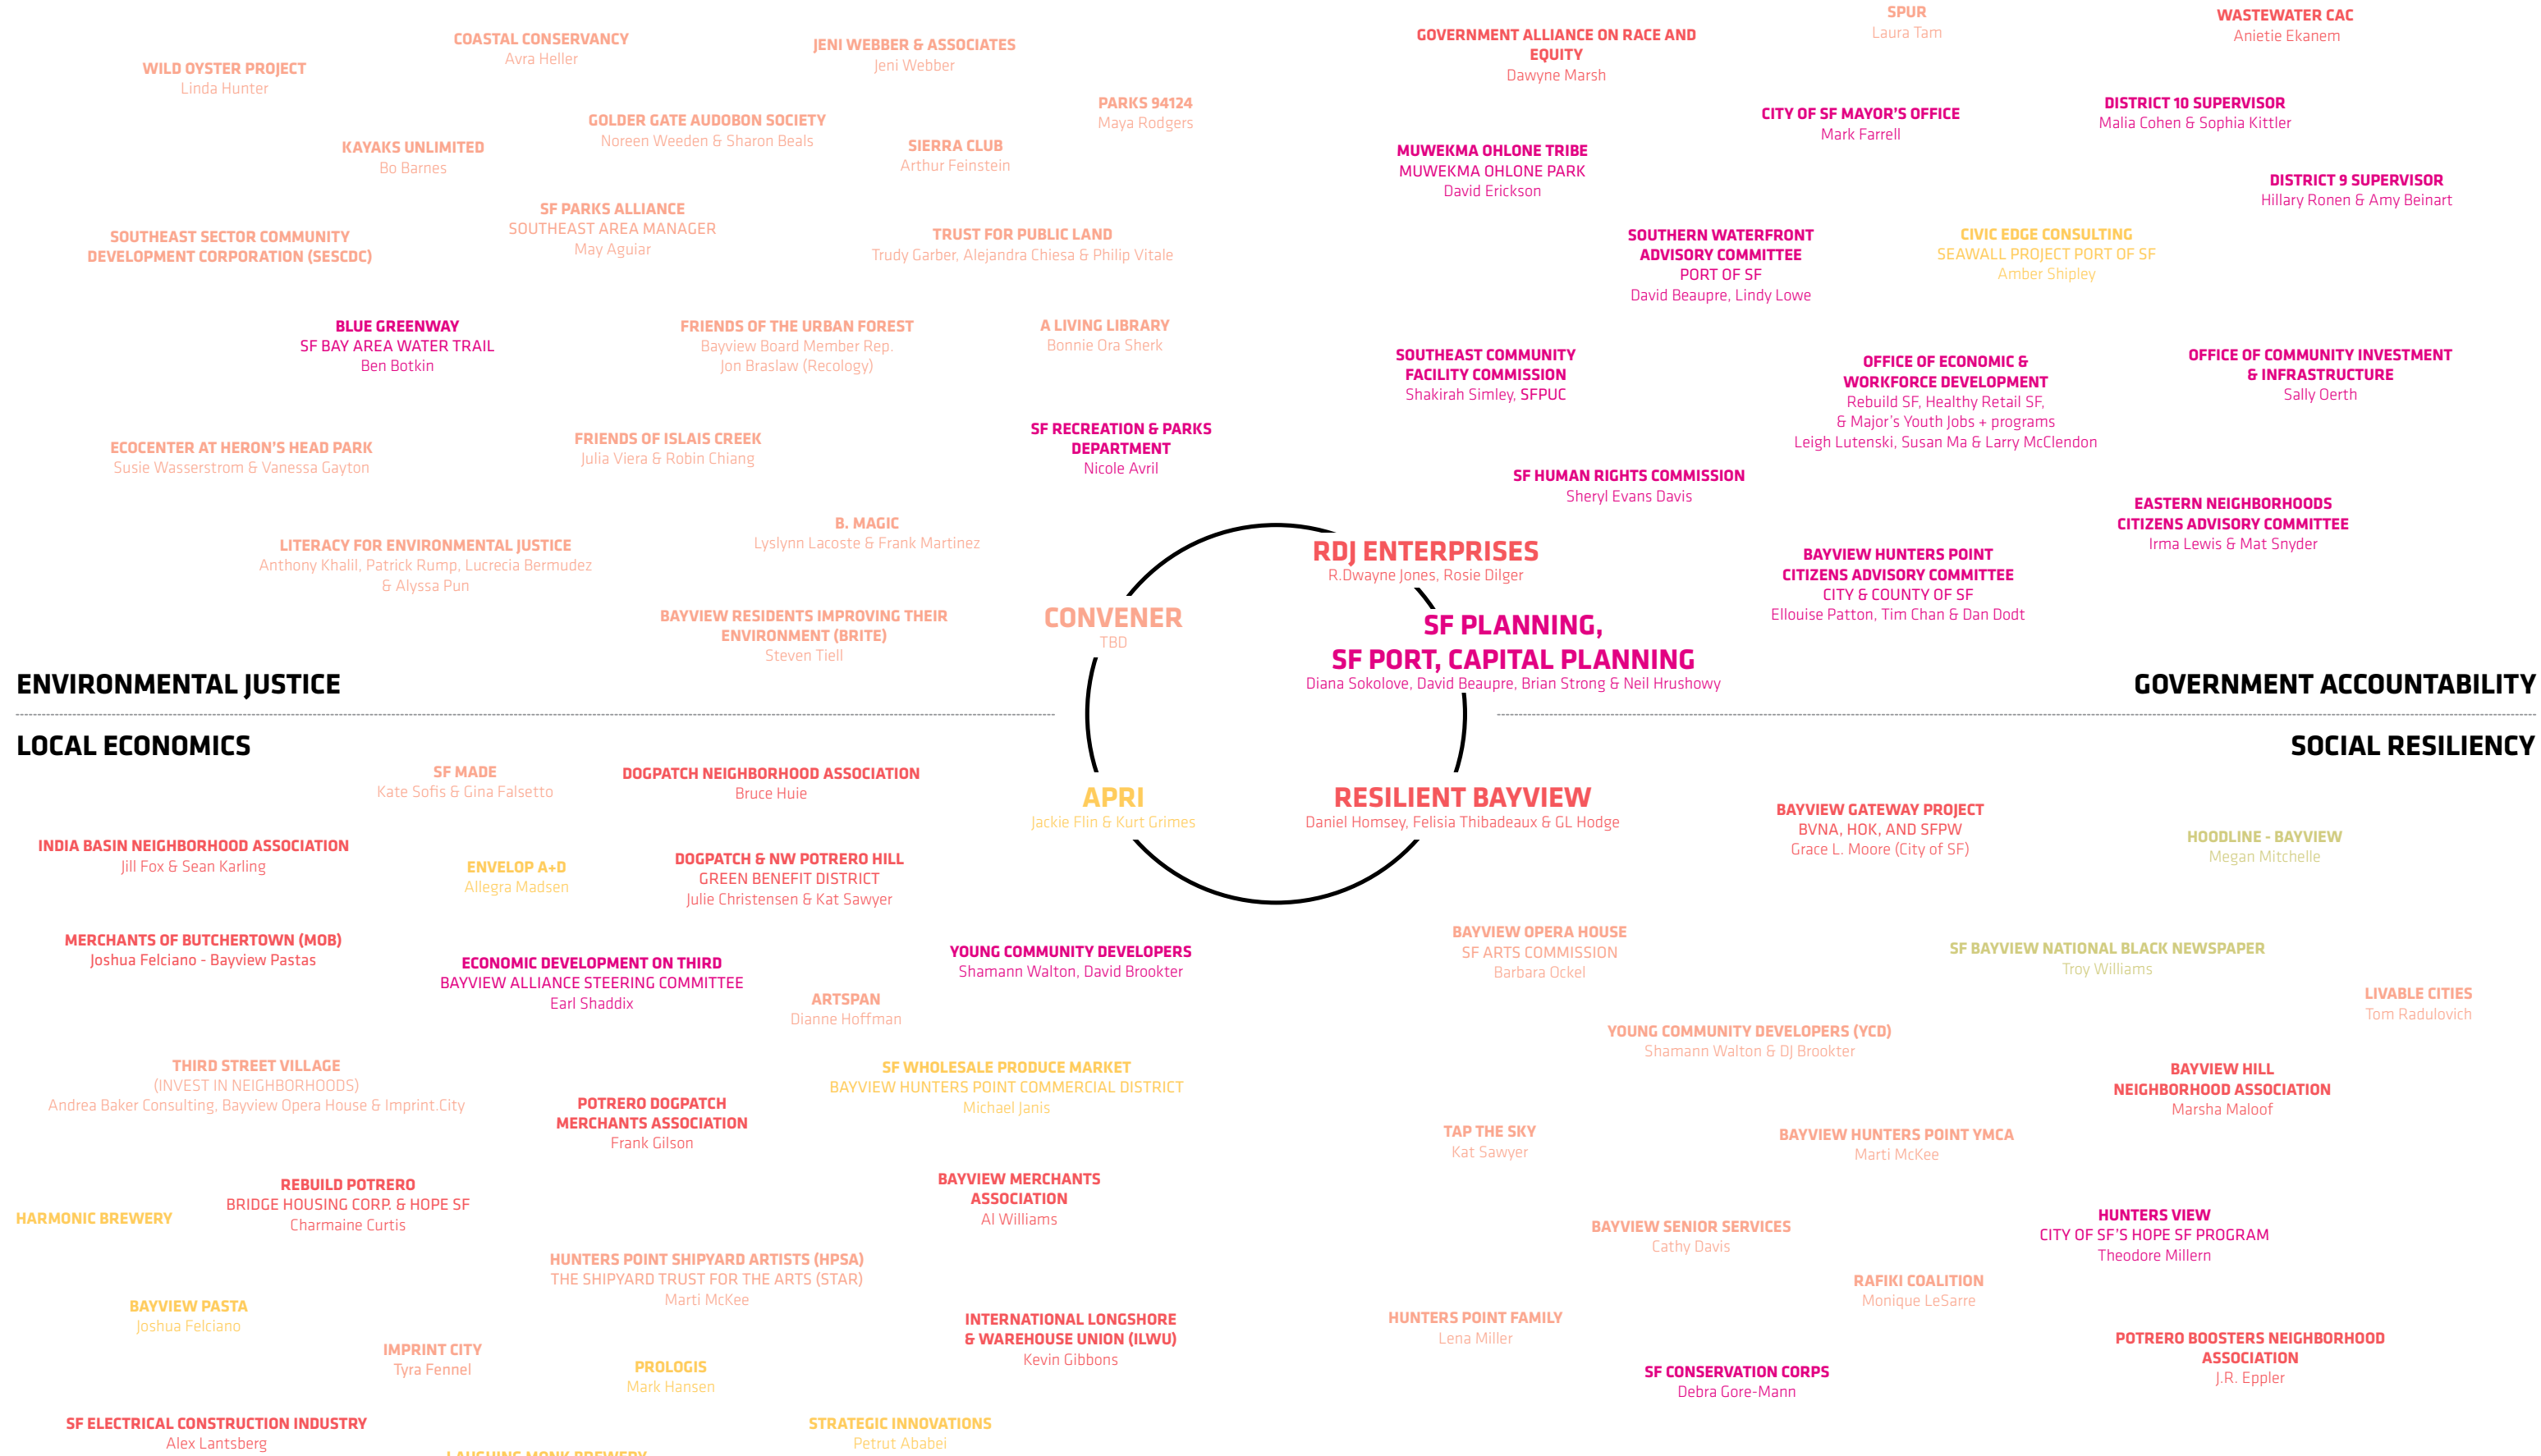 COASTAL CONSERVANCY
Avra Heller
JENI WEBBER & ASSOCIATES
Jeni Webber
WILD OYSTER PROJECT
Linda Hunter
PARKS 94124
Maya Rodgers
GOLDER GATE AUDOBON SOCIETY
Noreen Weeden & Sharon Beals
KAYAKS UNLIMITED
Bo Barnes
SIERRA CLUB
Arthur Feinstein
SF PARKS ALLIANCE
SOUTHEAST AREA MANAGER
May Aguiar
SOUTHEAST SECTOR COMMUNITY
DEVELOPMENT CORPORATION (SESCDC)
TRUST FOR PUBLIC LAND
Trudy Garber, Alejandra Chiesa & Philip Vitale
BLUE GREENWAY
SF BAY AREA WATER TRAIL
Ben Botkin
FRIENDS OF THE URBAN FOREST
Bayview Board Member Rep.
Jon Braslaw (Recology)
A LIVING LIBRARY
Bonnie Ora Sherk
ECOCENTER AT HERON'S HEAD PARK
Susie Wasserstrom & Vanessa Gayton
FRIENDS OF ISLAIS CREEK
Julia Viera & Robin Chiang
SF RECREATION & PARKS
DEPARTMENT
Nicole Avril
LITERACY FOR ENVIRONMENTAL JUSTICE
Anthony Khalil, Patrick Rump, Lucrecia Bermudez
& Alyssa Pun
B. MAGIC
Lyslynn Lacoste & Frank Martinez
BAYVIEW RESIDENTS IMPROVING THEIR
ENVIRONMENT (BRITE)
Steven Tiell
ENVIRONMENTAL JUSTICE
SPUR
Laura Tam
WASTEWATER CAC
Anietie Ekanem
GOVERNMENT ALLIANCE ON RACE AND
EQUITY
Dawyne Marsh
CITY OF SF MAYOR'S OFFICE
Mark Farrell
DISTRICT 10 SUPERVISOR
Malia Cohen & Sophia Kittler
MUWEKMA OHLONE TRIBE
MUWEKMA OHLONE PARK
David Erickson
DISTRICT 9 SUPERVISOR
Hillary Ronen & Amy Beinart
SOUTHERN WATERFRONT
ADVISORY COMMITTEE
PORT OF SF
David Beaupre, Lindy Lowe
CIVIC EDGE CONSULTING
SEAWALL PROJECT PORT OF SF
Amber Shipley
SOUTHEAST COMMUNITY
FACILITY COMMISSION
Shakirah Simley, SFPUC
OFFICE OF ECONOMIC &
WORKFORCE DEVELOPMENT
Rebuild SF, Healthy Retail SF,
& Major's Youth Jobs + programs
Leigh Lutenski, Susan Ma & Larry McClendon
OFFICE OF COMMUNITY INVESTMENT
& INFRASTRUCTURE
Sally Oerth
SF HUMAN RIGHTS COMMISSION
Sheryl Evans Davis
EASTERN NEIGHBORHOODS
CITIZENS ADVISORY COMMITTEE
Irma Lewis & Mat Snyder
BAYVIEW HUNTERS POINT
CITIZENS ADVISORY COMMITTEE
CITY & COUNTY OF SF
Ellouise Patton, Tim Chan & Dan Dodt
GOVERNMENT ACCOUNTABILITY
RDJ ENTERPRISES
R.Dwayne Jones, Rosie Dilger
CONVENER
TBD
SF PLANNING,
SF PORT, CAPITAL PLANNING
Diana Sokolove, David Beaupre, Brian Strong & Neil Hrushowy
APRI
Jackie Flin & Kurt Grimes
RESILIENT BAYVIEW
Daniel Homsey, Felisia Thibadeaux & GL Hodge
LOCAL ECONOMICS
SF MADE
Kate Sofis & Gina Falsetto
DOGPATCH NEIGHBORHOOD ASSOCIATION
Bruce Huie
INDIA BASIN NEIGHBORHOOD ASSOCIATION
Jill Fox & Sean Karling
ENVELOP A+D
Allegra Madsen
DOGPATCH & NW POTRERO HILL
GREEN BENEFIT DISTRICT
Julie Christensen & Kat Sawyer
MERCHANTS OF BUTCHERTOWN (MOB)
Joshua Felciano - Bayview Pastas
ECONOMIC DEVELOPMENT ON THIRD
BAYVIEW ALLIANCE STEERING COMMITTEE
Earl Shaddix
YOUNG COMMUNITY DEVELOPERS
Shamann Walton, David Brookter
ARTSPAN
Dianne Hoffman
THIRD STREET VILLAGE
(INVEST IN NEIGHBORHOODS)
Andrea Baker Consulting, Bayview Opera House & Imprint.City
SF WHOLESALE PRODUCE MARKET
BAYVIEW HUNTERS POINT COMMERCIAL DISTRICT
Michael Janis
POTRERO DOGPATCH
MERCHANTS ASSOCIATION
Frank Gilson
REBUILD POTRERO
BRIDGE HOUSING CORP. & HOPE SF
Charmaine Curtis
HARMONIC BREWERY
BAYVIEW MERCHANTS
ASSOCIATION
Al Williams
HUNTERS POINT SHIPYARD ARTISTS (HPSA)
THE SHIPYARD TRUST FOR THE ARTS (STAR)
Marti McKee
BAYVIEW PASTA
Joshua Felciano
INTERNATIONAL LONGSHORE
& WAREHOUSE UNION (ILWU)
Kevin Gibbons
IMPRINT CITY
Tyra Fennel
PROLOGIS
Mark Hansen
SF ELECTRICAL CONSTRUCTION INDUSTRY
Alex Lantsberg
STRATEGIC INNOVATIONS
Petrut Ababei
LAUGHING MONK BREWERY
SOCIAL RESILIENCY
BAYVIEW GATEWAY PROJECT
BVNA, HOK, AND SFPW
Grace L. Moore (City of SF)
HOODLINE - BAYVIEW
Megan Mitchelle
BAYVIEW OPERA HOUSE
SF ARTS COMMISSION
Barbara Ockel
SF BAYVIEW NATIONAL BLACK NEWSPAPER
Troy Williams
LIVABLE CITIES
Tom Radulovich
YOUNG COMMUNITY DEVELOPERS (YCD)
Shamann Walton & DJ Brookter
BAYVIEW HILL
NEIGHBORHOOD ASSOCIATION
Marsha Maloof
TAP THE SKY
Kat Sawyer
BAYVIEW HUNTERS POINT YMCA
Marti McKee
BAYVIEW SENIOR SERVICES
Cathy Davis
HUNTERS VIEW
CITY OF SF'S HOPE SF PROGRAM
Theodore Millern
RAFIKI COALITION
Monique LeSarre
HUNTERS POINT FAMILY
Lena Miller
POTRERO BOOSTERS NEIGHBORHOOD
ASSOCIATION
J.R. Eppler
SF CONSERVATION CORPS
Debra Gore-Mann